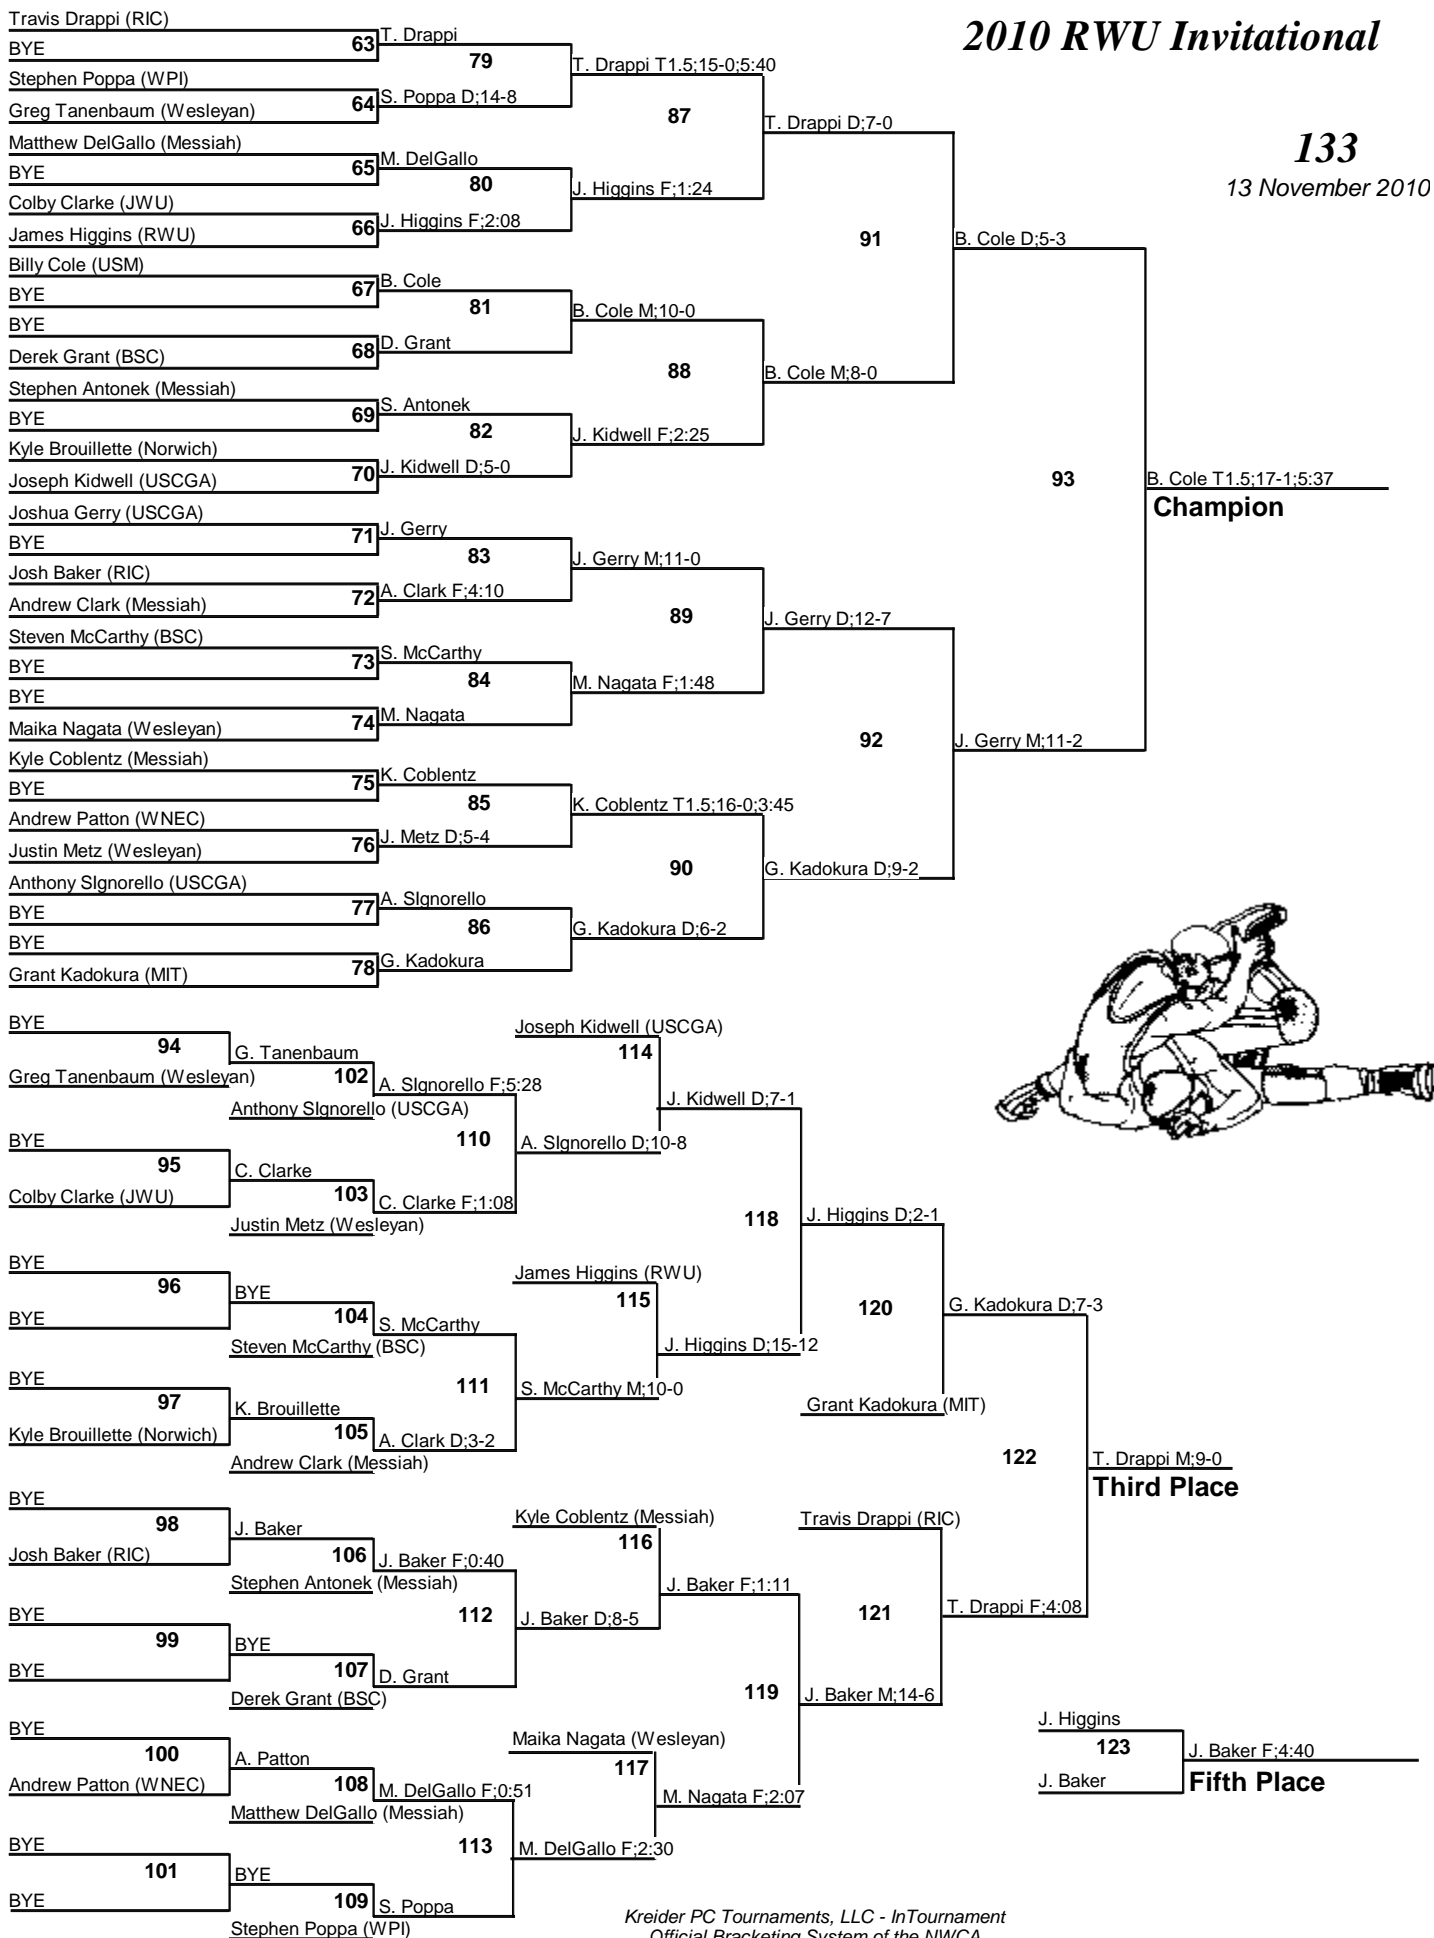 2010 RWU Invitational
133
13 November 2010
Travis Drappi (RIC)
BYE
63
T. Drappi
79
Stephen Poppa (WPI)
Greg Tanenbaum (Wesleyan)
64
S. Poppa D;14-8
T. Drappi T1.5;15-0;5:40
87
Matthew DelGallo (Messiah)
BYE
65
M. DelGallo
80
Colby Clarke (JWU)
James Higgins (RWU)
66
J. Higgins F;2:08
J. Higgins F;1:24
T. Drappi D;7-0
91
Billy Cole (USM)
BYE
67
B. Cole
81
BYE
Derek Grant (BSC)
68
D. Grant
B. Cole M;10-0
88
Stephen Antonek (Messiah)
BYE
69
S. Antonek
82
Kyle Brouillette (Norwich)
Joseph Kidwell (USCGA)
70
J. Kidwell D;5-0
J. Kidwell F;2:25
B. Cole M;8-0
B. Cole D;5-3
93
B. Cole T1.5;17-1;5:37
Champion
Joshua Gerry (USCGA)
BYE
71
J. Gerry
83
Josh Baker (RIC)
Andrew Clark (Messiah)
72
A. Clark F;4:10
J. Gerry M;11-0
89
Steven McCarthy (BSC)
BYE
73
S. McCarthy
84
BYE
Maika Nagata (Wesleyan)
74
M. Nagata
M. Nagata F;1:48
J. Gerry D;12-7
92
J. Gerry M;11-2
Kyle Coblentz (Messiah)
BYE
75
K. Coblentz
85
Andrew Patton (WNEC)
Justin Metz (Wesleyan)
76
J. Metz D;5-4
K. Coblentz T1.5;16-0;3:45
90
Anthony SIgnorello (USCGA)
BYE
77
A. SIgnorello
86
BYE
Grant Kadokura (MIT)
78
G. Kadokura
G. Kadokura D;6-2
G. Kadokura D;9-2
BYE
94
Greg Tanenbaum (Wesleyan)
G. Tanenbaum
102
Anthony SIgnorello (USCGA)
A. SIgnorello F;5:28
110
BYE
95
Colby Clarke (JWU)
C. Clarke
103
Justin Metz (Wesleyan)
C. Clarke F;1:08
Joseph Kidwell (USCGA)
114
A. SIgnorello D;10-8
J. Kidwell D;7-1
118
BYE
96
BYE
BYE
104
Steven McCarthy (BSC)
S. McCarthy
111
BYE
97
Kyle Brouillette (Norwich)
K. Brouillette
105
Andrew Clark (Messiah)
A. Clark D;3-2
James Higgins (RWU)
115
S. McCarthy M;10-0
J. Higgins D;15-12
J. Higgins D;2-1
120
Grant Kadokura (MIT)
G. Kadokura D;7-3
122
T. Drappi M;9-0
Third Place
BYE
98
Josh Baker (RIC)
J. Baker
106
Stephen Antonek (Messiah)
J. Baker F;0:40
112
BYE
99
BYE
BYE
107
Derek Grant (BSC)
D. Grant
Kyle Coblentz (Messiah)
116
J. Baker D;8-5
J. Baker F;1:11
119
Travis Drappi (RIC)
121
T. Drappi F;4:08
J. Baker M;14-6
BYE
100
Andrew Patton (WNEC)
A. Patton
108
Matthew DelGallo (Messiah)
M. DelGallo F;0:51
113
BYE
101
BYE
BYE
109
Stephen Poppa (WPI)
S. Poppa
Maika Nagata (Wesleyan)
117
M. DelGallo F;2:30
M. Nagata F;2:07
J. Higgins
123
J. Baker
J. Baker F;4:40
Fifth Place
Kreider PC Tournaments, LLC - InTournament
Official Bracketing System of the NWCA